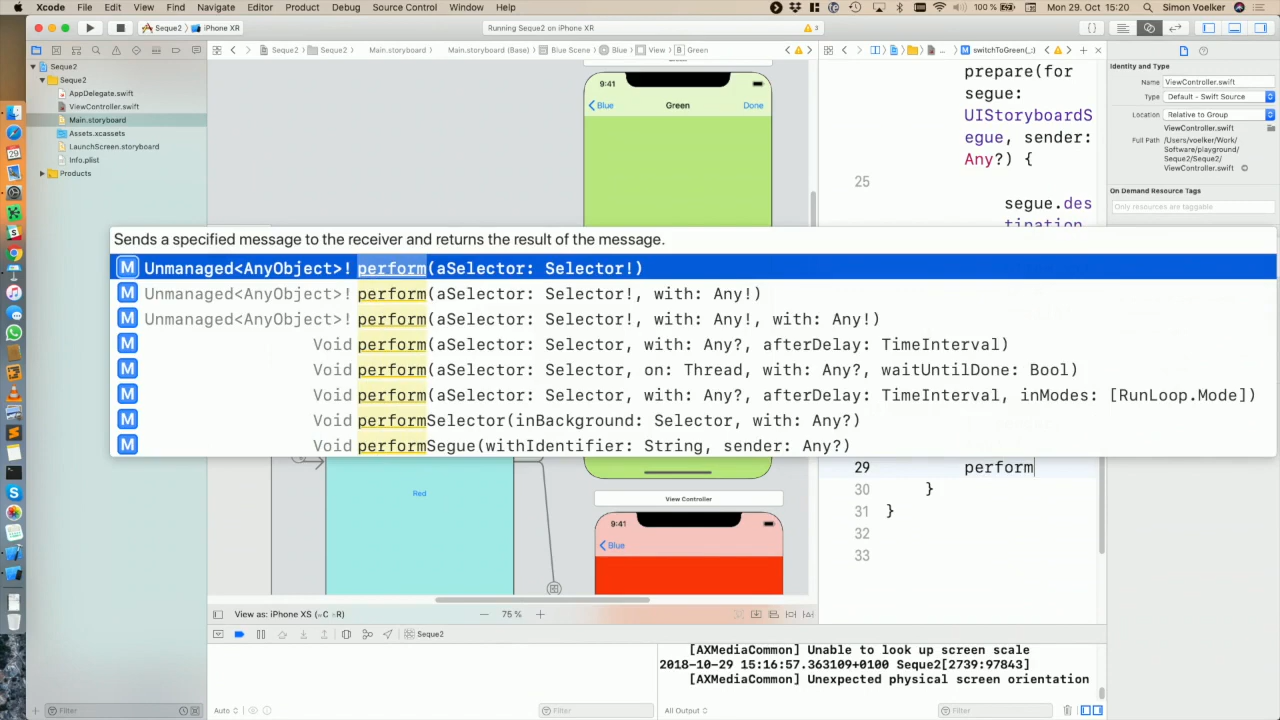 Xcode File Edit View Find Navigate Editor Product Debug Source Control Window Help
100 % Mon 29. Oct 15:20 Simon Voelker
Seque2 iPhone XR
Running Seque2 on iPhone XR
3
Seque2 Seque2 Main.storyboard Main.storyboard (Base) Blue Scene Blue View B Green
... M switchToGreen(_:)
Seque2
Seque2
AppDelegate.swift
ViewController.swift
Main.storyboard
Assets.xcassets
LaunchScreen.storyboard
Info.plist
Products
9:41
Blue Green Done
prepare(for
segue:
UIStoryboardS
egue, sender:
Any?) {
25
segue.des
tination
Identity and Type
Name ViewController.swift
Type Default - Swift Source
Location Relative to Group
ViewController.swift
Full Path /Users/voelker/Work/
Software/playground/
Seque2/Seque2/
ViewController.swift
On Demand Resource Tags
Only resources are taggable
Sends a specified message to the receiver and returns the result of the message.
M Unmanaged<AnyObject>! perform(aSelector: Selector!)
M Unmanaged<AnyObject>! perform(aSelector: Selector!, with: Any!)
M Unmanaged<AnyObject>! perform(aSelector: Selector!, with: Any!, with: Any!)
M Void perform(aSelector: Selector, with: Any?, afterDelay: TimeInterval)
M Void perform(aSelector: Selector, on: Thread, with: Any?, waitUntilDone: Bool)
M Void perform(aSelector: Selector, with: Any?, afterDelay: TimeInterval, inModes: [RunLoop.Mode])
M Void performSelector(inBackground: Selector, with: Any?)
M Void performSegue(withIdentifier: String, sender: Any?)
29 perform
30 }
31 }
32
33
Red
View Controller
9:41
Blue
View as: iPhone XS (wC hR)
75 %
Seque2
[AXMediaCommon] Unable to look up screen scale
2018-10-29 15:16:57.363109+0100 Seque2[2739:97843]
[AXMediaCommon] Unexpected physical screen orientation
Filter
Auto
Filter
All Output
Filter